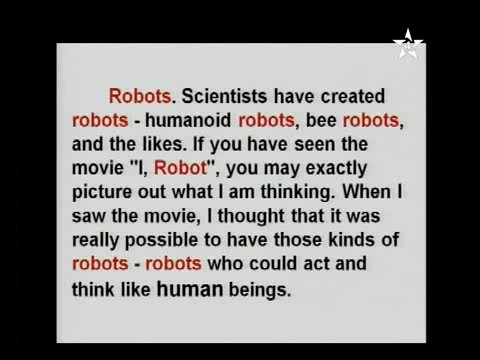 Robots. Scientists have created
robots - humanoid robots, bee robots,
and the likes. If you have seen the
movie "I, Robot", you may exactly
picture out what I am thinking. When I
saw the movie, I thought that it was
really possible to have those kinds of
robots - robots who could act and
think like human beings.